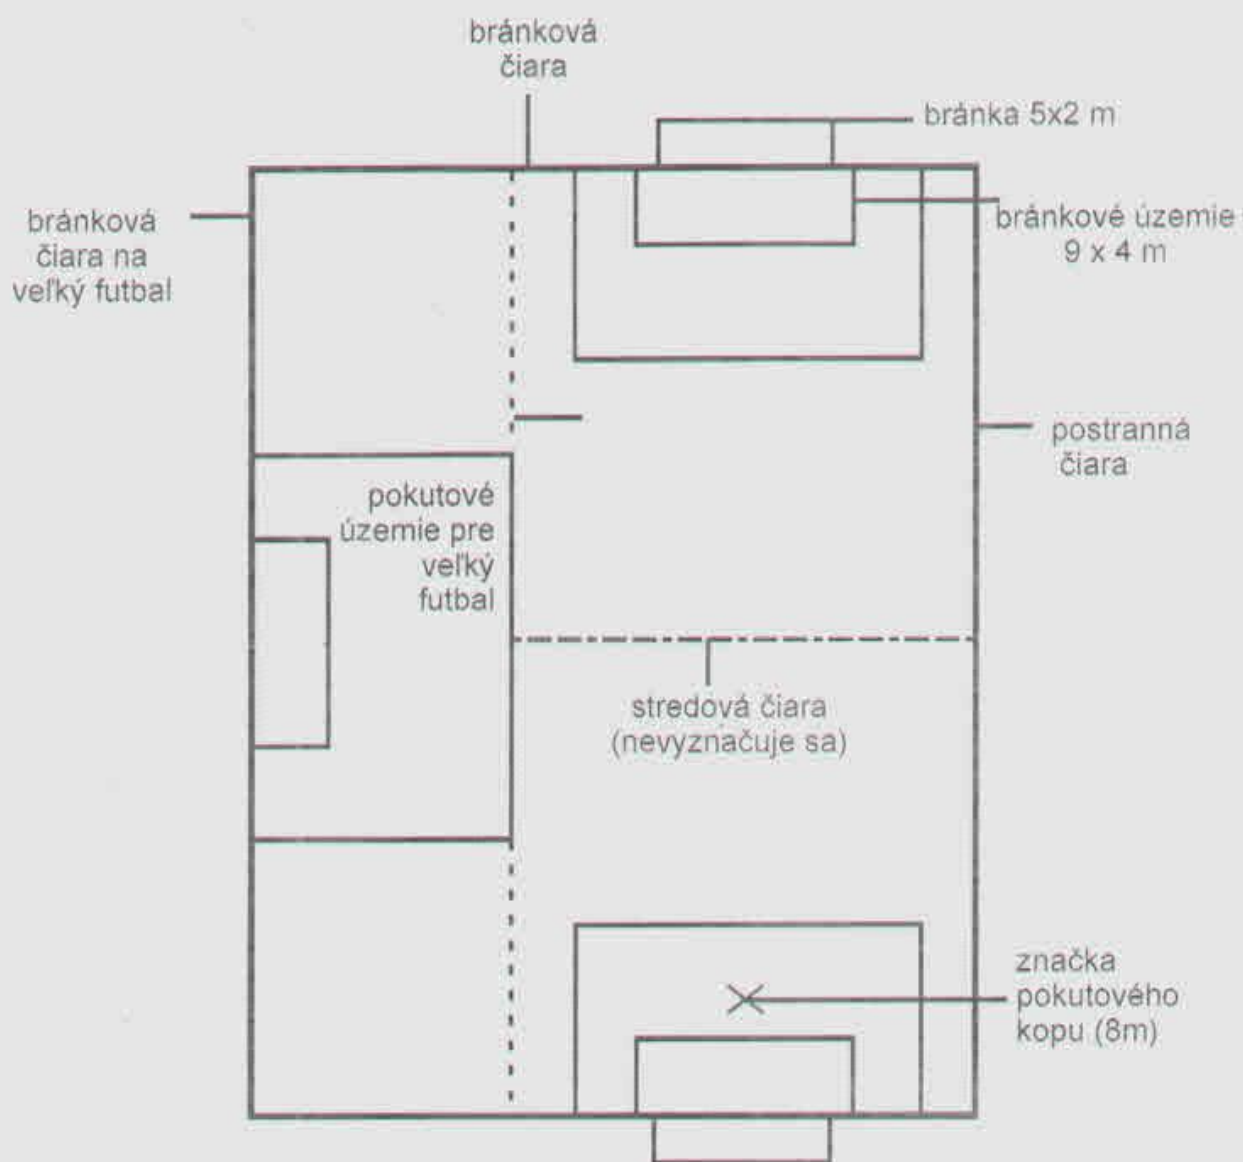 bránková
čiara
bránka 5x2 m
bránková
čiara na
veľký futbal
bránkové územie
9 x 4 m
postranná
čiara
pokutové
územie pre
veľký
futbal
stredová čiara
(nevyznačuje sa)
značka
pokutového
kopu (8m)